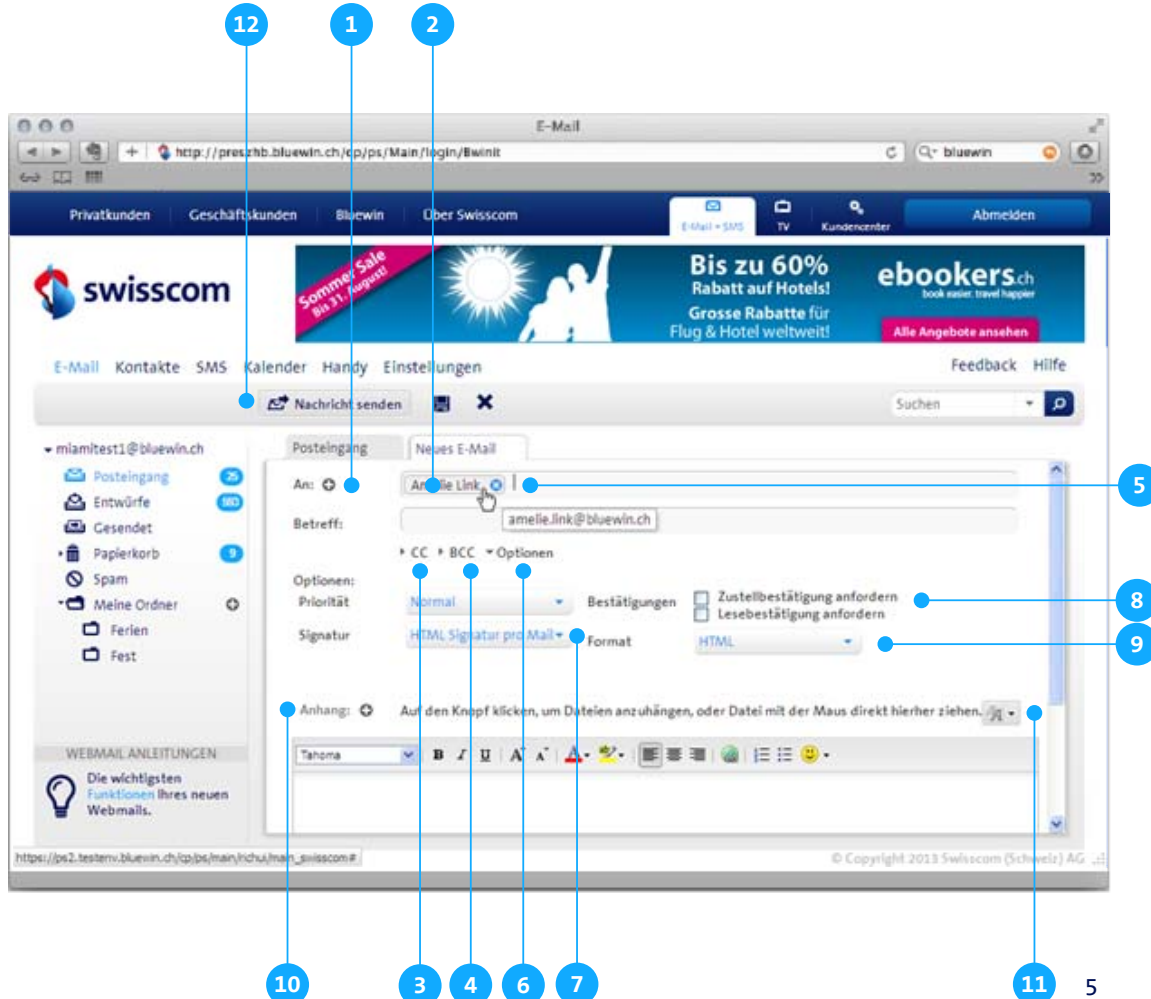 12 1 2
E-Mail
http://preszhb.bluewin.ch/cp/ps/Main/login/BwInit
bluewin
Privatkunden Geschäftskunden Bluewin Über Swisscom E-Mail + SMS TV Kundencenter Abmelden
swisscom
Sommer Sale
Bis 31. August!
Bis zu 60%
Rabatt auf Hotels!
Grosse Rabatte für
Flug & Hotel weltweit!
ebookers.ch
book easier. travel happier
Alle Angebote ansehen
E-Mail Kontakte SMS Kalender Handy Einstellungen Feedback Hilfe
Nachricht senden Suchen
miamitest1@bluewin.ch
Posteingang 25
Entwürfe
Gesendet
Papierkorb 9
Spam
Meine Ordner
Ferien
Fest
WEBMAIL ANLEITUNGEN
Die wichtigsten
Funktionen Ihres neuen
Webmails.
Posteingang Neues E-Mail
An: Amelie Link 5
amelie.link@bluewin.ch
Betreff:
CC BCC Optionen
Optionen:
Priorität Normal Bestätigungen Zustellbestätigung anfordern 8
Lesebestätigung anfordern
Signatur HTML Signatur pro Mail Format HTML 9
Anhang: Auf den Knopf klicken, um Dateien anzuhängen, oder Datei mit der Maus direkt hierher ziehen.
Tahoma B I U A A A
https://ps2.testenv.bluewin.ch/cp/ps/main/richui/main_swisscom#
© Copyright 2013 Swisscom (Schweiz) AG
10 3 4 6 7 11 5